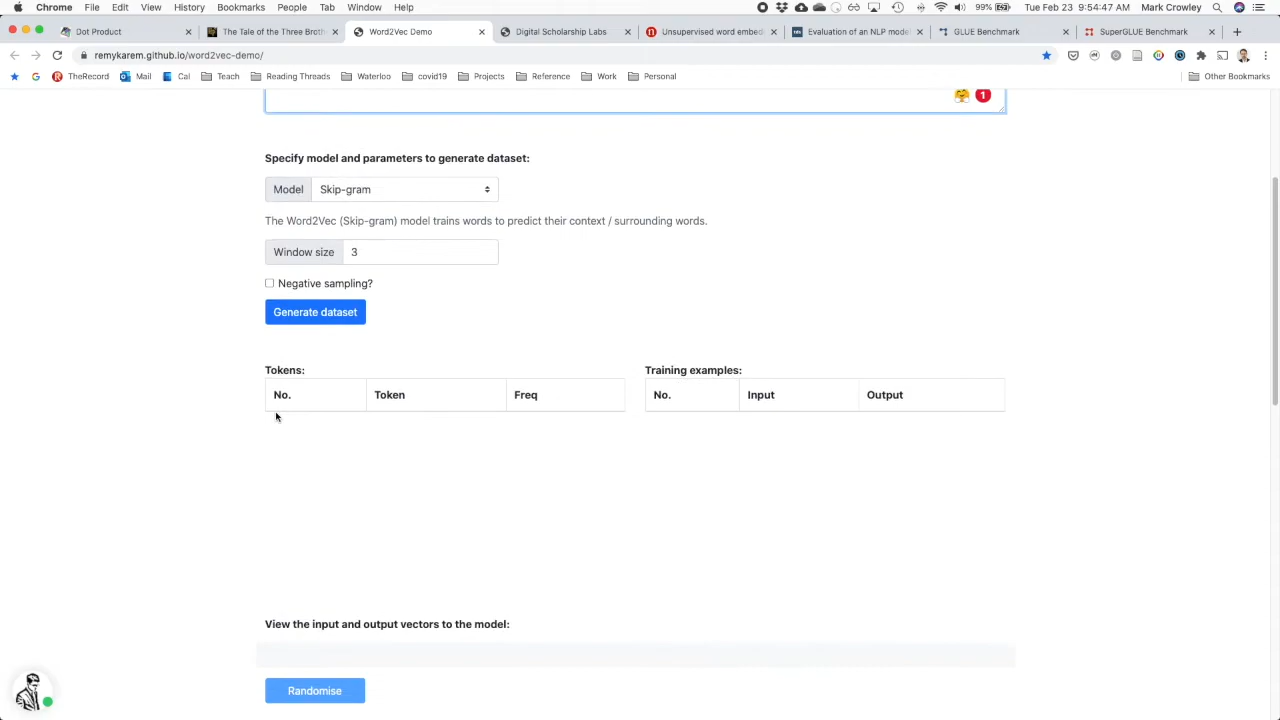 Chrome File Edit View History Bookmarks People Tab Window Help 99% Tue Feb 23 9:54:47 AM Mark Crowley
Dot Product The Tale of the Three Broth Word2Vec Demo Digital Scholarship Labs Unsupervised word embed Evaluation of an NLP model GLUE Benchmark SuperGLUE Benchmark
remykarem.github.io/word2vec-demo/
TheRecord Mail Cal Teach Reading Threads Waterloo covid19 Projects Reference Work Personal Other Bookmarks
1
Specify model and parameters to generate dataset:
Model Skip-gram
The Word2Vec (Skip-gram) model trains words to predict their context / surrounding words.
Window size 3
Negative sampling?
Generate dataset
Tokens: Training examples:
No. Token Freq No. Input Output
View the input and output vectors to the model:
Randomise